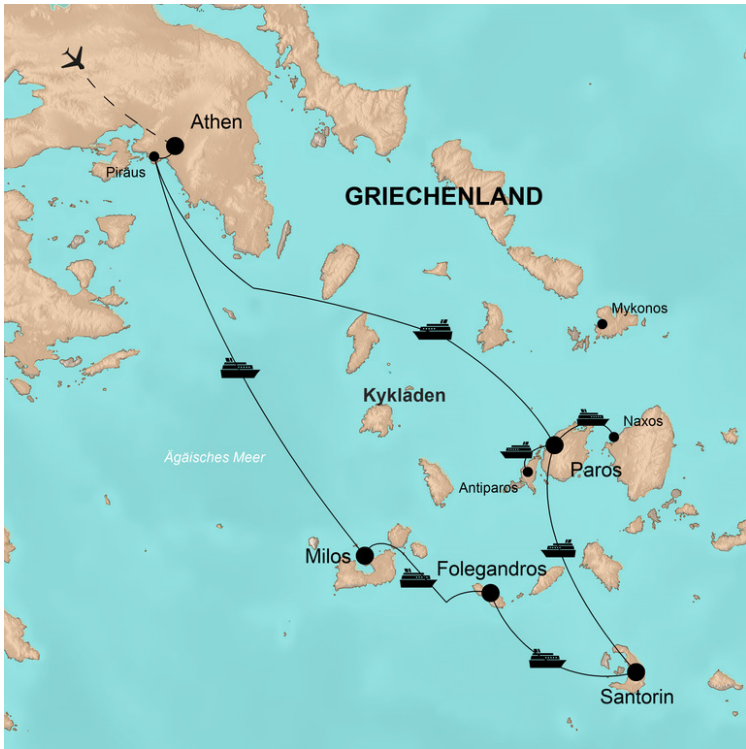 Athen
Piräus
GRIECHENLAND
Mykonos
Kykladen
Naxos
Ägäisches Meer
Paros
Antiparos
Milos
Folegandros
Santorin